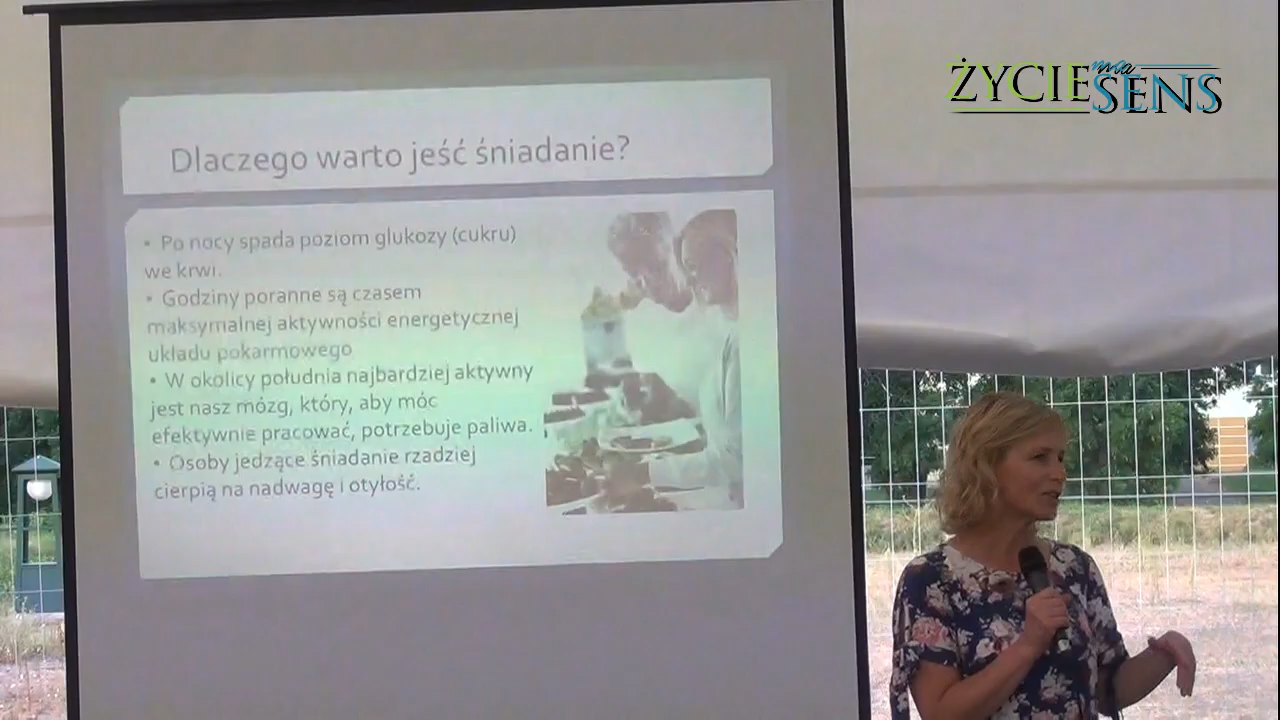 ŻYCIE ma SENS
Dlaczego warto jeść śniadanie?
• Po nocy spada poziom glukozy (cukru)
we krwi.
• Godziny poranne są czasem
maksymalnej aktywności energetycznej
układu pokarmowego
• W okolicy południa najbardziej aktywny
jest nasz mózg, który, aby móc
efektywnie pracować, potrzebuje paliwa.
• Osoby jedzące śniadanie rzadziej
cierpią na nadwagę i otyłość.